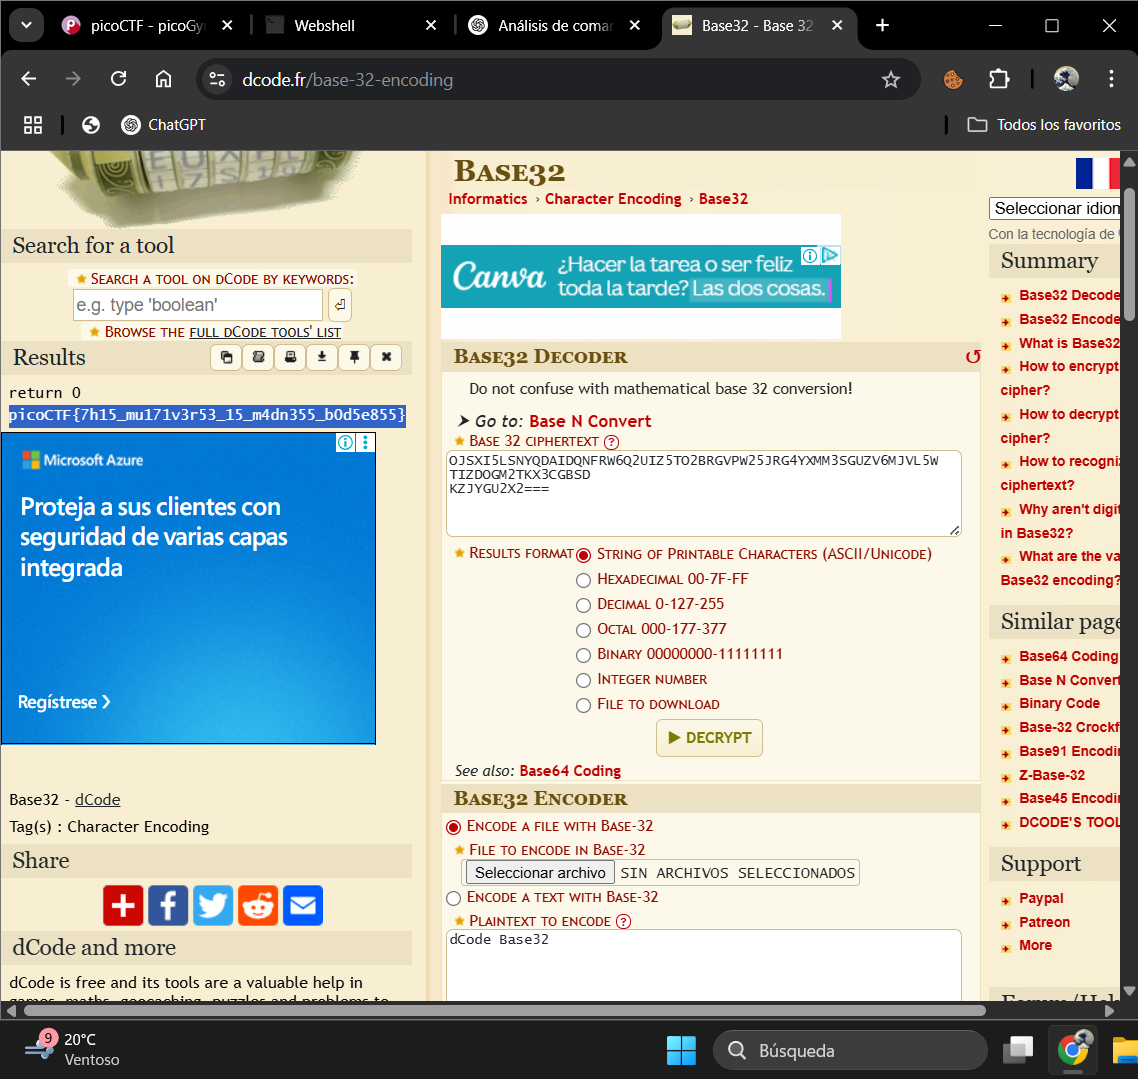 picoCTF - picoGy
Webshell
Análisis de comar
Base32 - Base 32
dcode.fr/base-32-encoding
ChatGPT
Todos los favoritos
Search for a tool
Search a tool on dCode by keywords:
e.g. type 'boolean'
Browse the full dCode tools' list
Results
return 0
picoCTF{7h15_mu171v3r53_15_m4dn355_b0d5e855}
Microsoft Azure
Proteja a sus clientes con
seguridad de varias capas
integrada
Regístrese
Base32 - dCode
Tag(s) : Character Encoding
Share
dCode and more
dCode is free and its tools are a valuable help in
games, maths, geocaching, puzzles and problems to
Base32
Informatics › Character Encoding › Base32
Canva
¿Hacer la tarea o ser feliz
toda la tarde? Las dos cosas.
Base32 Decoder
Do not confuse with mathematical base 32 conversion!
➤ Go to: Base N Convert
Base 32 ciphertext (?)
OJSXI5LSNYQDAIDQNFRW6Q2UIZ5TO2BRGVPW25JRG4YXMM3SGUZV6MJVL5W
TIZDOGM2TKX3CGBSD
KZJYGU2X2===
Results format
String of Printable Characters (ASCII/Unicode)
Hexadecimal 00-7F-FF
Decimal 0-127-255
Octal 000-177-377
Binary 00000000-11111111
Integer number
File to download
▶ DECRYPT
See also: Base64 Coding
Base32 Encoder
Encode a file with Base-32
File to encode in Base-32
Seleccionar archivo SIN ARCHIVOS SELECCIONADOS
Encode a text with Base-32
Plaintext to encode (?)
dCode Base32
Seleccionar idion
Con la tecnología de
Summary
Base32 Decode
Base32 Encode
What is Base32
How to encrypt
cipher?
How to decrypt
cipher?
How to recogni
ciphertext?
Why aren't digit
in Base32?
What are the va
Base32 encoding?
Similar page
Base64 Coding
Base N Convert
Binary Code
Base-32 Crockf
Base91 Encodi
Z-Base-32
Base45 Encodi
DCODE'S TOOL
Support
Paypal
Patreon
More
Forum/Hel
9
20°C
Ventoso
Búsqueda